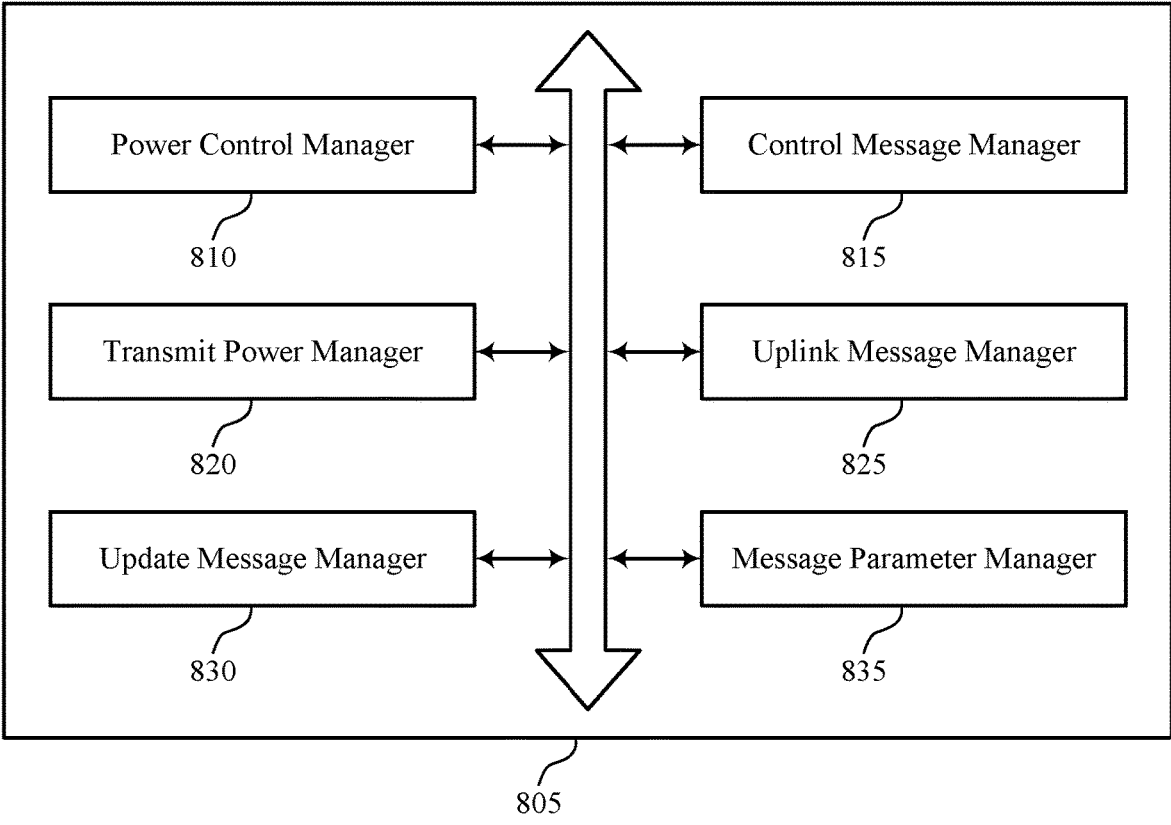 Power Control Manager
Control Message Manager
810
815
Transmit Power Manager
Uplink Message Manager
820
825
Update Message Manager
Message Parameter Manager
830
835
805